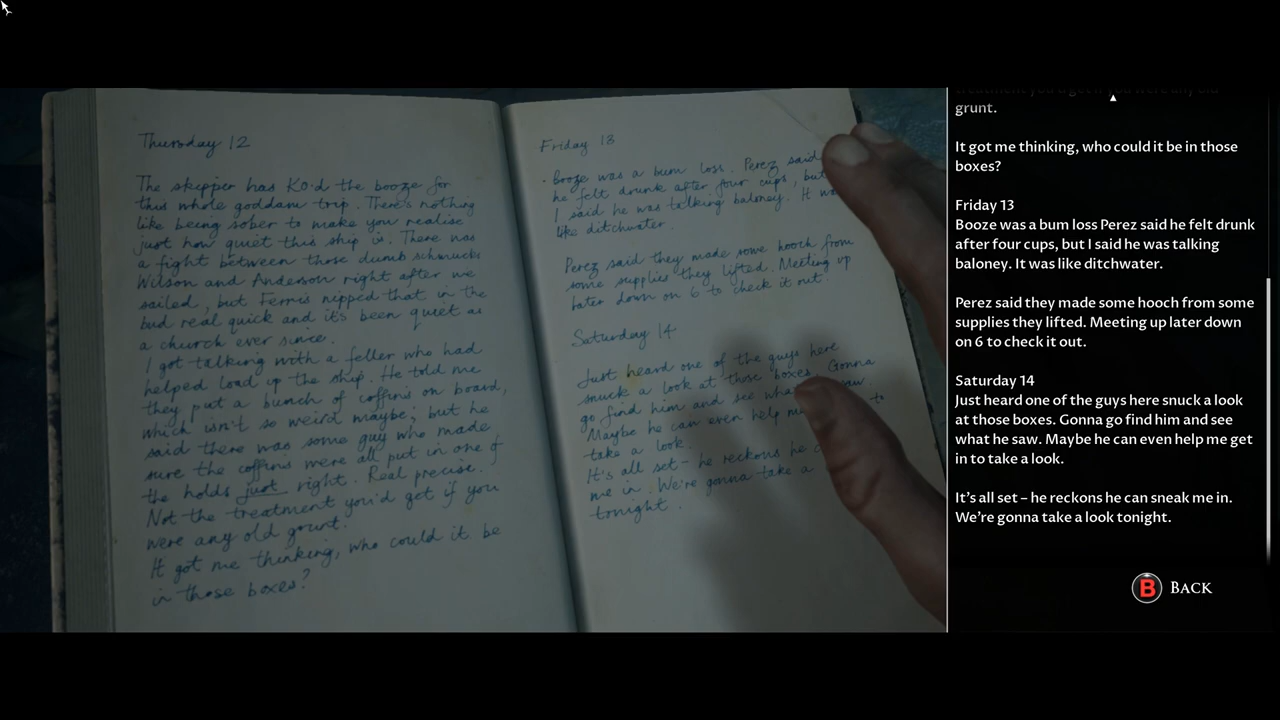 Thursday 12
The skipper has KO'd the booze for
this whole goddam trip. There's nothing
like being sober to make you realise
just how quiet this ship is. There was
a fight between those dumb schmucks
Wilson and Anderson right after we
sailed, but Ferris nipped that in the
bud real quick and it's been quiet as
a church ever since.
I got talking with a feller who had
helped load up the ship. He told me
they put a bunch of coffins on board,
which isn't so weird maybe; but he
said there was some guy who made
sure the coffins were all put in one of
the holds just right. Real precise.
Not the treatment you'd get if you
were any old grunt.
It got me thinking, who could it be
in those boxes?
Friday 13
Booze was a bum loss. Perez said
he felt drunk after four cups, but
I said he was talking baloney. It
like ditchwater.
Perez said they made some hooch from
some supplies they lifted. Meeting up
later down on 6 to check it out.
Saturday 14
Just heard one of the guys here
snuck a look at those boxes. Gonna
go find him and see what saw.
Maybe he can even help to
take a look.
It's all set – he reckons he
me in. We're gonna take a
tonight.
grunt.
It got me thinking, who could it be in those
boxes?
Friday 13
Booze was a bum loss Perez said he felt drunk
after four cups, but I said he was talking
baloney. It was like ditchwater.
Perez said they made some hooch from some
supplies they lifted. Meeting up later down
on 6 to check it out.
Saturday 14
Just heard one of the guys here snuck a look
at those boxes. Gonna go find him and see
what he saw. Maybe he can even help me get
in to take a look.
It's all set – he reckons he can sneak me in.
We're gonna take a look tonight.
B BACK